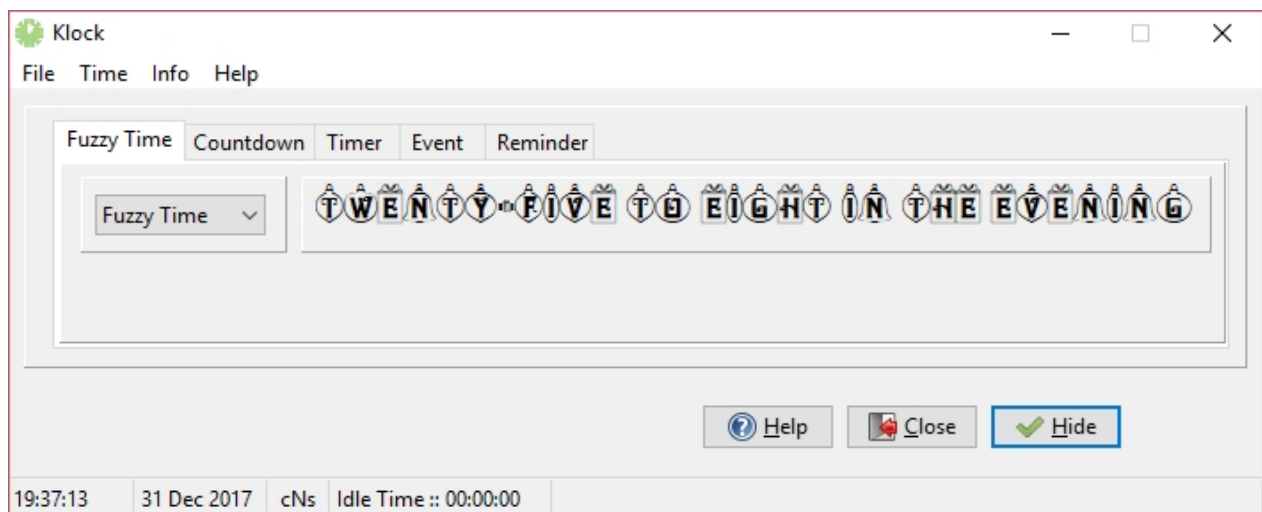 Klock
File Time Info Help
Fuzzy Time Countdown Timer Event Reminder
Fuzzy Time TWENTY-FIVE TO EIGHT IN THE EVENING
Help Close Hide
19:37:13 31 Dec 2017 cNs Idle Time :: 00:00:00